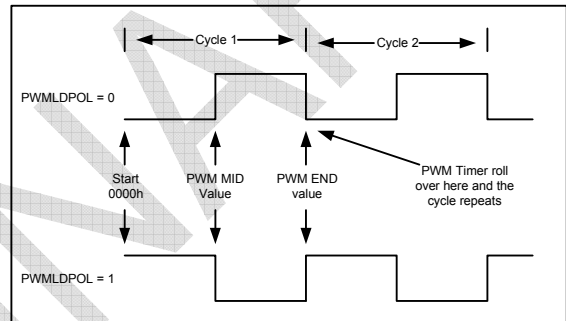 Cycle 1
Cycle 2
PWMLDPOL = 0
Start
0000h
PWM MID
Value
PWM END
value
PWM Timer roll
over here and the
cycle repeats
PWMLDPOL = 1